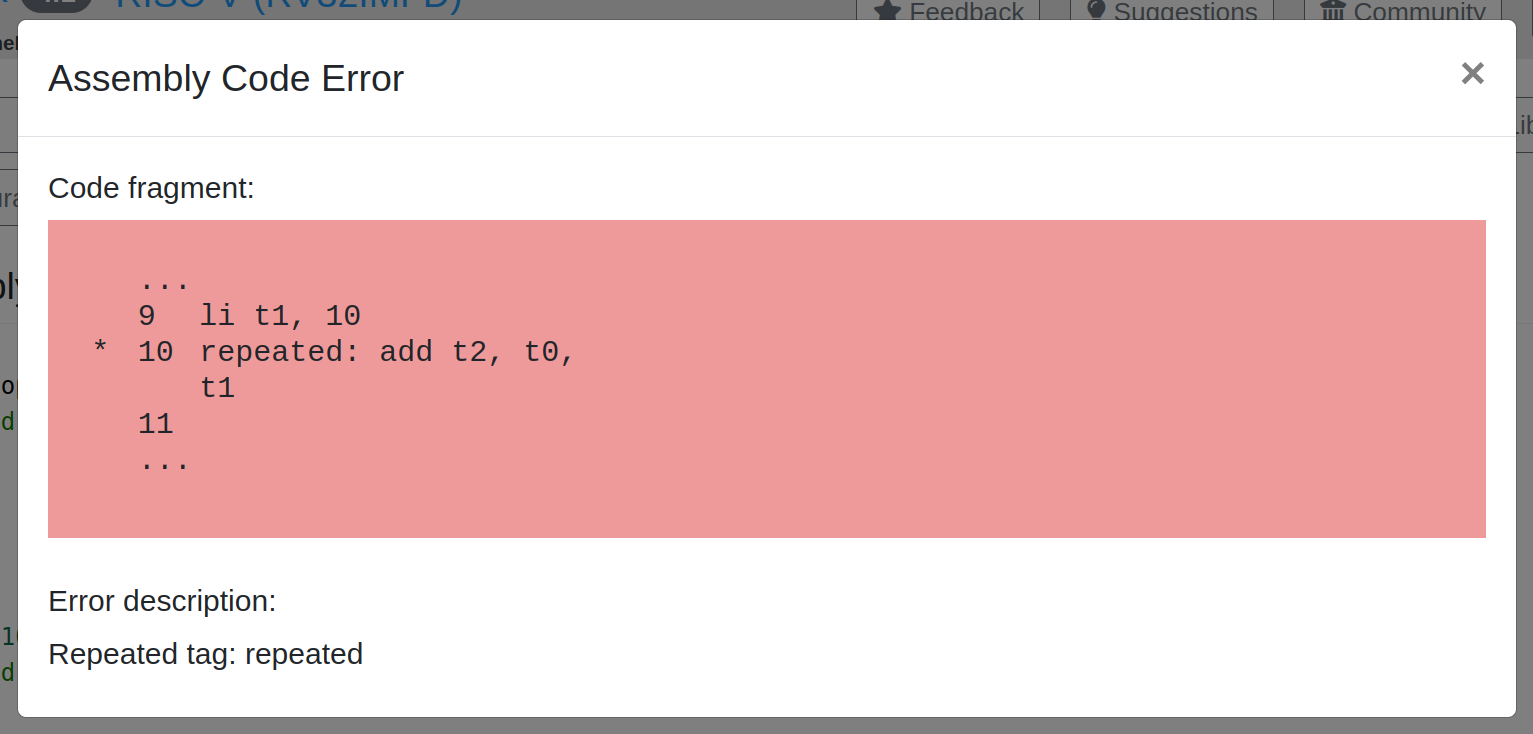 RISC-V (RV32IMFD)
Feedback
Suggestions
Community
Assembly Code Error
×
Code fragment:
...
9 li t1, 10
* 10 repeated: add t2, t0,
t1
11
...
Error description:
Repeated tag: repeated